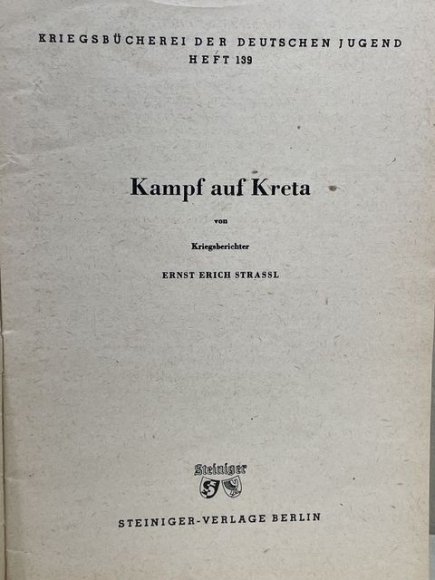 KRIEGSBÜCHEREI DER DEUTSCHEN JUGEND
HEFT 139
Kampf auf Kreta
von
Kriegsberichter
ERNST ERICH STRASSL
Steiniger
STEINIGER-VERLAGE BERLIN